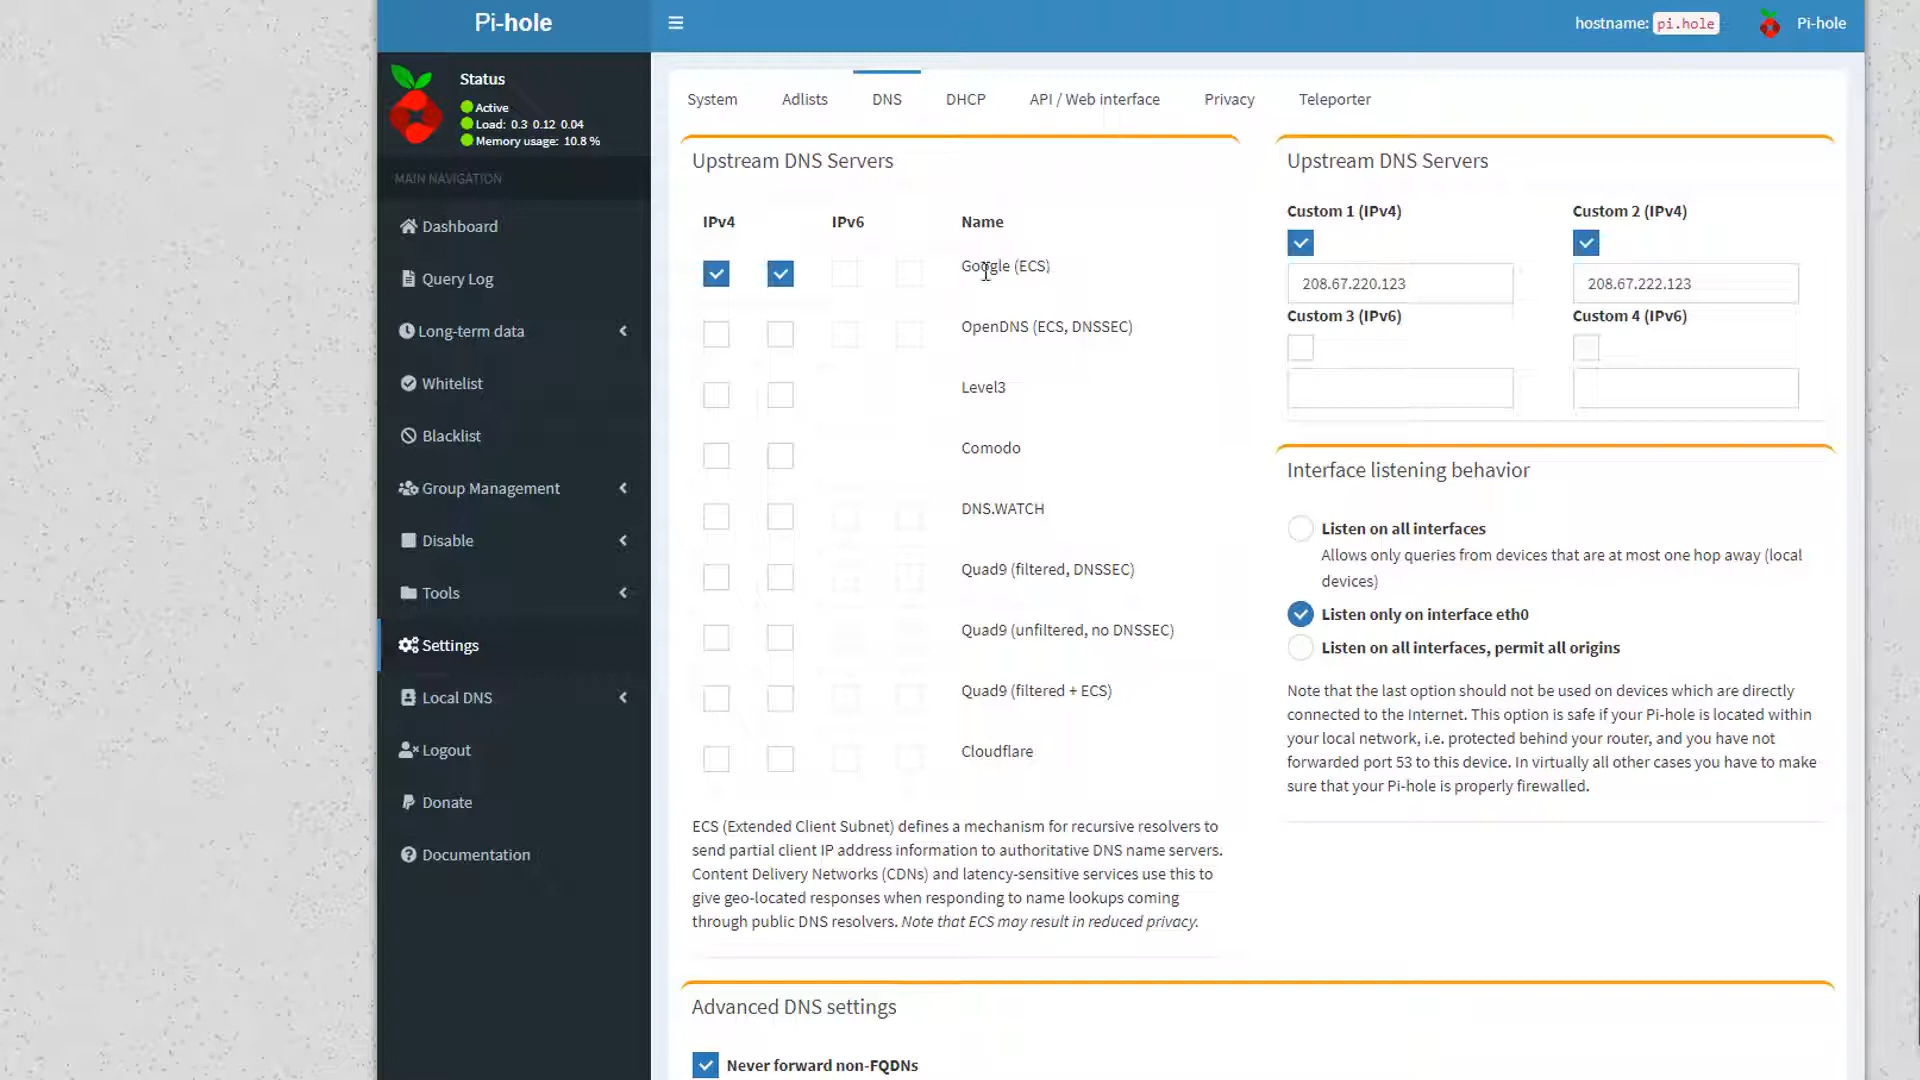 Pi-hole
hostname: pi.hole
Pi-hole
Status
Active
Load: 0.3 0.12 0.04
Memory usage: 10.8 %
MAIN NAVIGATION
Dashboard
Query Log
Long-term data
Whitelist
Blacklist
Group Management
Disable
Tools
Settings
Local DNS
Logout
Donate
Documentation
System
Adlists
DNS
DHCP
API / Web interface
Privacy
Teleporter
Upstream DNS Servers
IPv4
IPv6
Name
Google (ECS)
OpenDNS (ECS, DNSSEC)
Level3
Comodo
DNS.WATCH
Quad9 (filtered, DNSSEC)
Quad9 (unfiltered, no DNSSEC)
Quad9 (filtered + ECS)
Cloudflare
ECS (Extended Client Subnet) defines a mechanism for recursive resolvers to
send partial client IP address information to authoritative DNS name servers.
Content Delivery Networks (CDNs) and latency-sensitive services use this to
give geo-located responses when responding to name lookups coming
through public DNS resolvers. Note that ECS may result in reduced privacy.
Upstream DNS Servers
Custom 1 (IPv4)
Custom 2 (IPv4)
208.67.220.123
208.67.222.123
Custom 3 (IPv6)
Custom 4 (IPv6)
Interface listening behavior
Listen on all interfaces
Allows only queries from devices that are at most one hop away (local
devices)
Listen only on interface eth0
Listen on all interfaces, permit all origins
Note that the last option should not be used on devices which are directly
connected to the Internet. This option is safe if your Pi-hole is located within
your local network, i.e. protected behind your router, and you have not
forwarded port 53 to this device. In virtually all other cases you have to make
sure that your Pi-hole is properly firewalled.
Advanced DNS settings
Never forward non-FQDNs